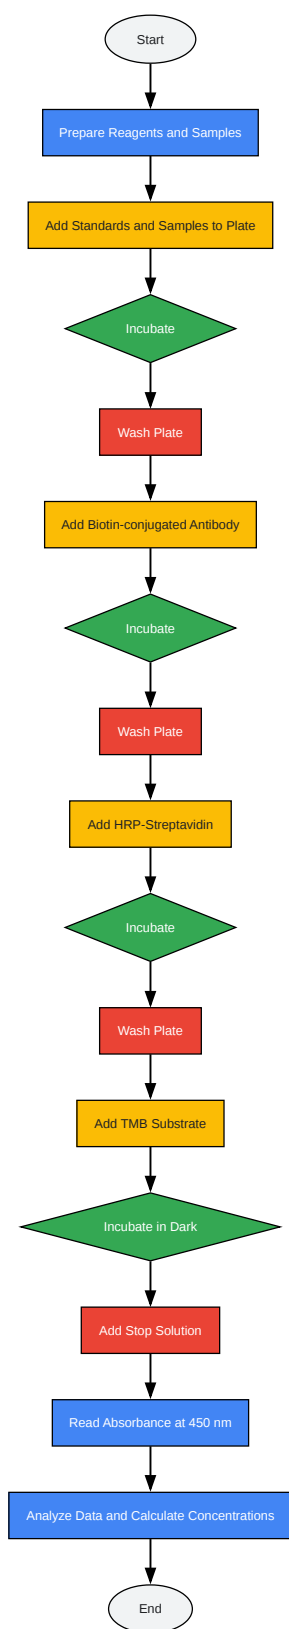 Start
Prepare Reagents and Samples
Add Standards and Samples to Plate
Incubate
Wash Plate
Add Biotin-conjugated Antibody
Incubate
Wash Plate
Add HRP-Streptavidin
Incubate
Wash Plate
Add TMB Substrate
Incubate in Dark
Add Stop Solution
Read Absorbance at 450 nm
Analyze Data and Calculate Concentrations
End